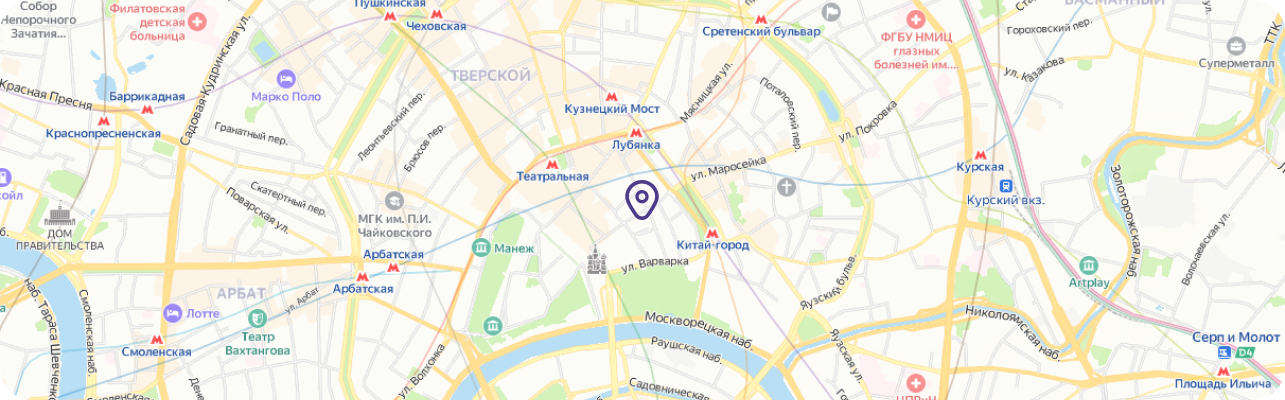 Собор
Непорочного
Зачатия...
Филатовская
детская
больница
Пушкинская
Чеховская
Сретенский бульвар
ФГБУ НМИЦ
глазных
болезней им....
БАСМАННЫЙ
Гороховский пер.
ТТК
Суперметалл
ул. Казакова
Садовая-Кудринская ул.
Красная Пресня
Баррикадная
Краснопресненская
Марко Поло
ТВЕРСКОЙ
Гранатный пер.
Леонтьевский пер.
Брюсов пер.
Кузнецкий Мост
Лубянка
Театральная
Мясницкая ул.
Потаповский пер.
ул. Покровка
ул. Маросейка
Курская
Курский вкз.
Золоторожская наб
Волочаевская ул.
Скатертный пер.
Поварская ул.
ДОМ
ПРАВИТЕЛЬСТВА
МГК им. П.И.
Чайковского
Манеж
Арбатская
Арбатская
Китай-город
ул. Варварка
Яузский бульв.
Artplay
наб. Тараса Шевченко
Смоленская наб.
АРБАТ
ул. Арбат
Лотте
Смоленская
Театр
Вахтангова
ул. Волхонка
Москворецкая наб.
Раушская наб.
Садовническая
Яузская ул.
Николоямская наб.
Серп и Молот
D4
Площадь Ильича
Смоленская